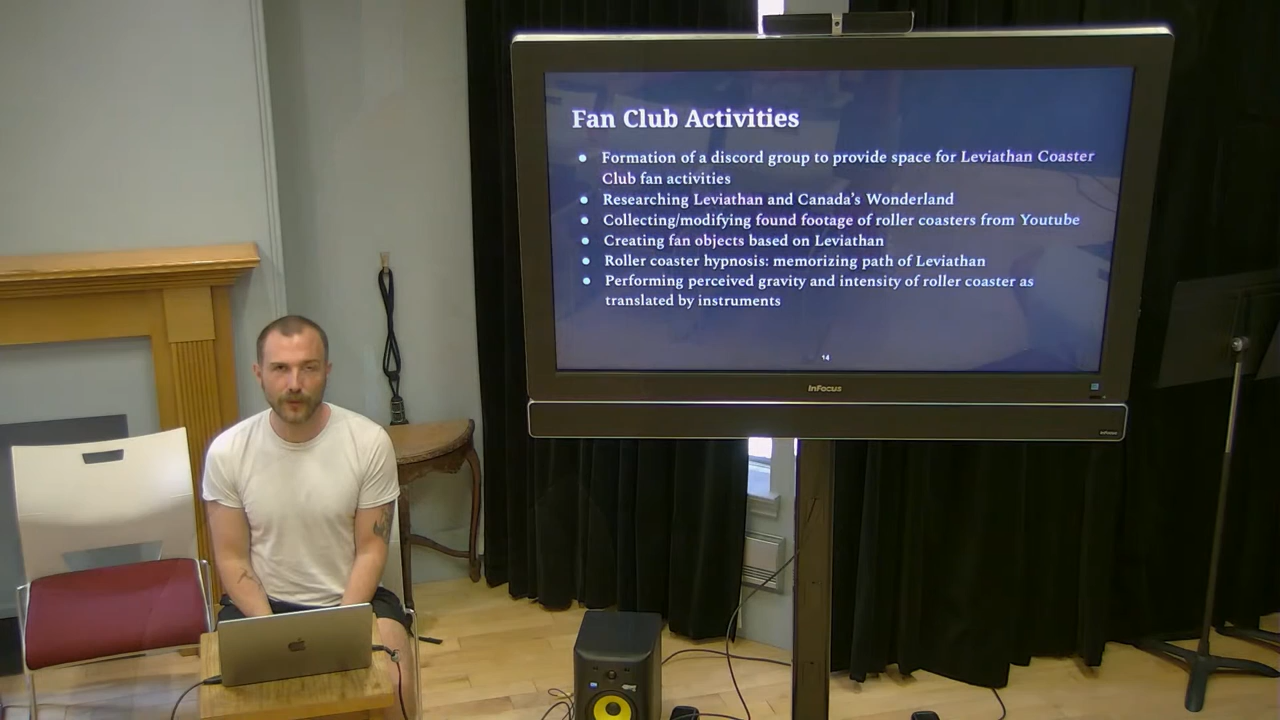 Fan Club Activities
● Formation of a discord group to provide space for Leviathan Coaster
Club fan activities
● Researching Leviathan and Canada's Wonderland
● Collecting/modifying found footage of roller coasters from Youtube
● Creating fan objects based on Leviathan
● Roller coaster hypnosis: memorizing path of Leviathan
● Performing perceived gravity and intensity of roller coaster as
translated by instruments
14
InFocus